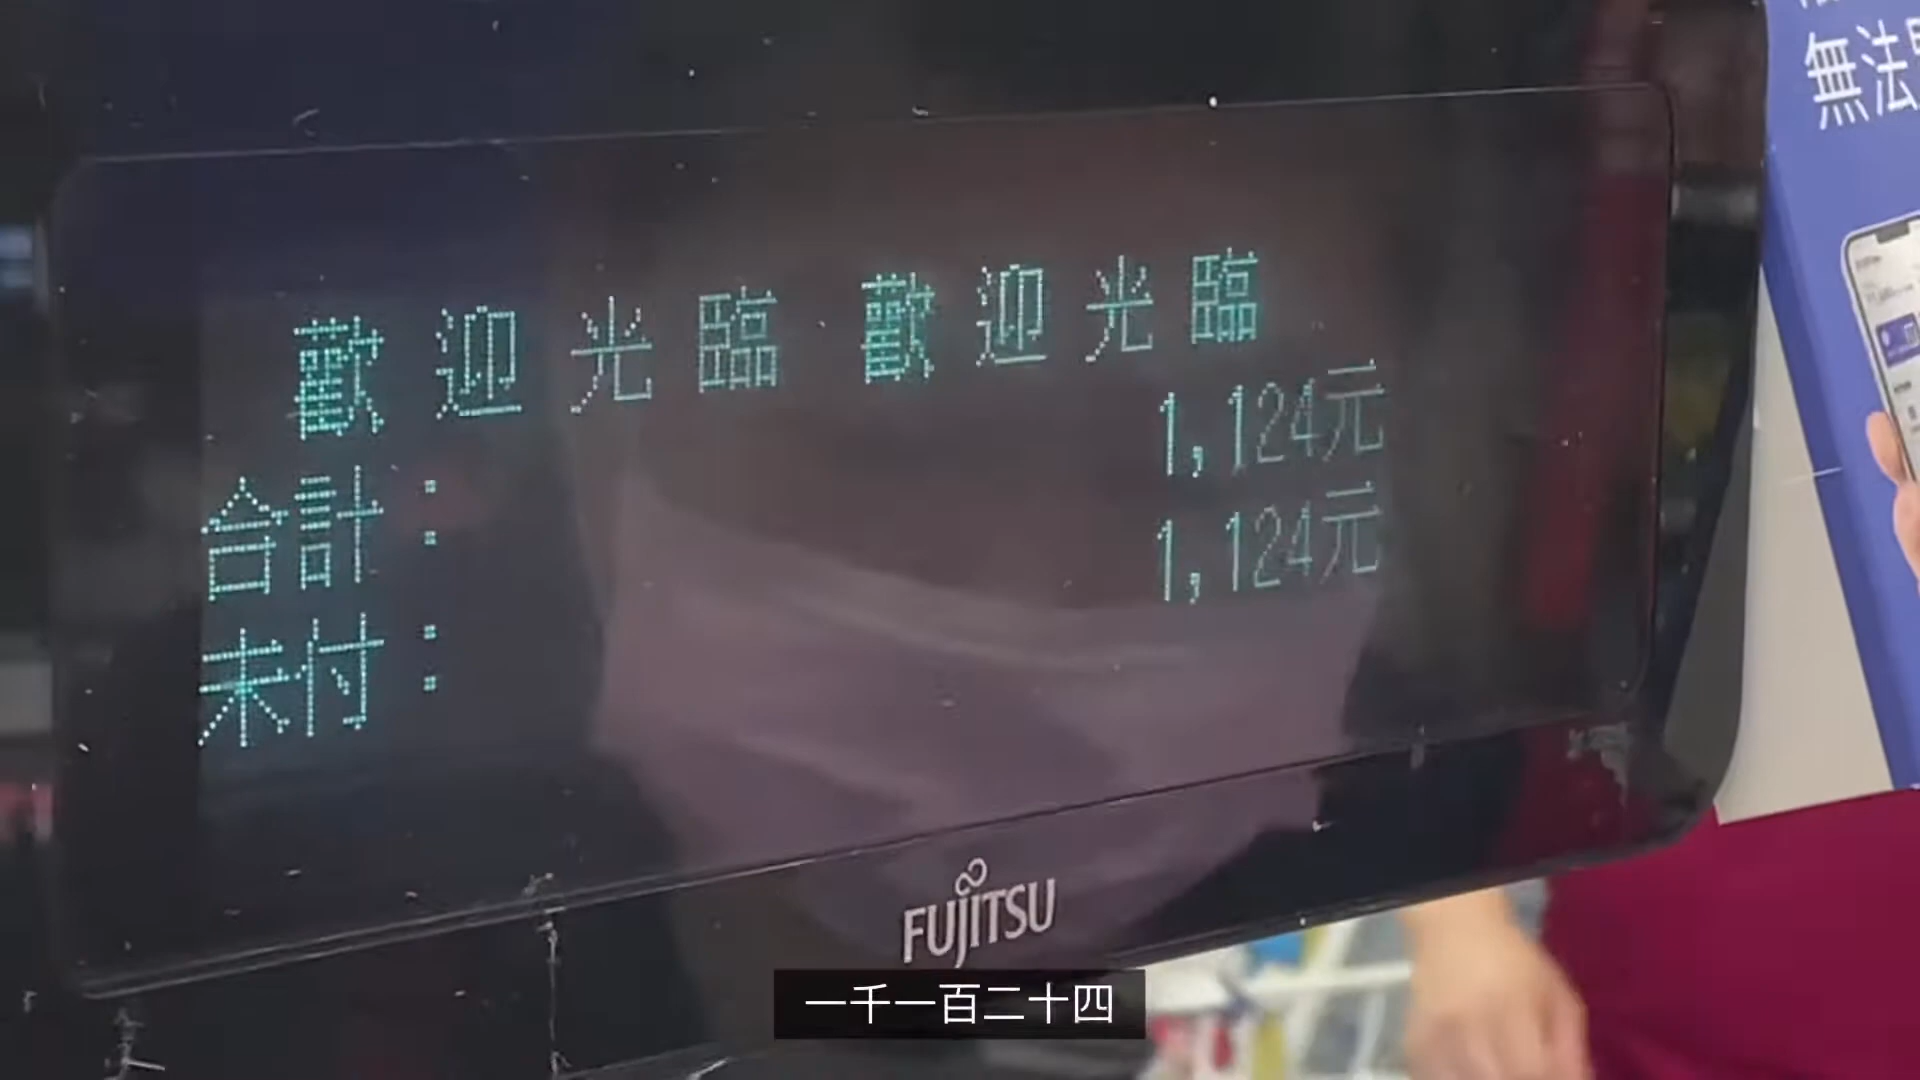 無法
歡迎光臨 歡迎光臨
合計： 1,124元
未付： 1,124元
FUJITSU
一千一百二十四